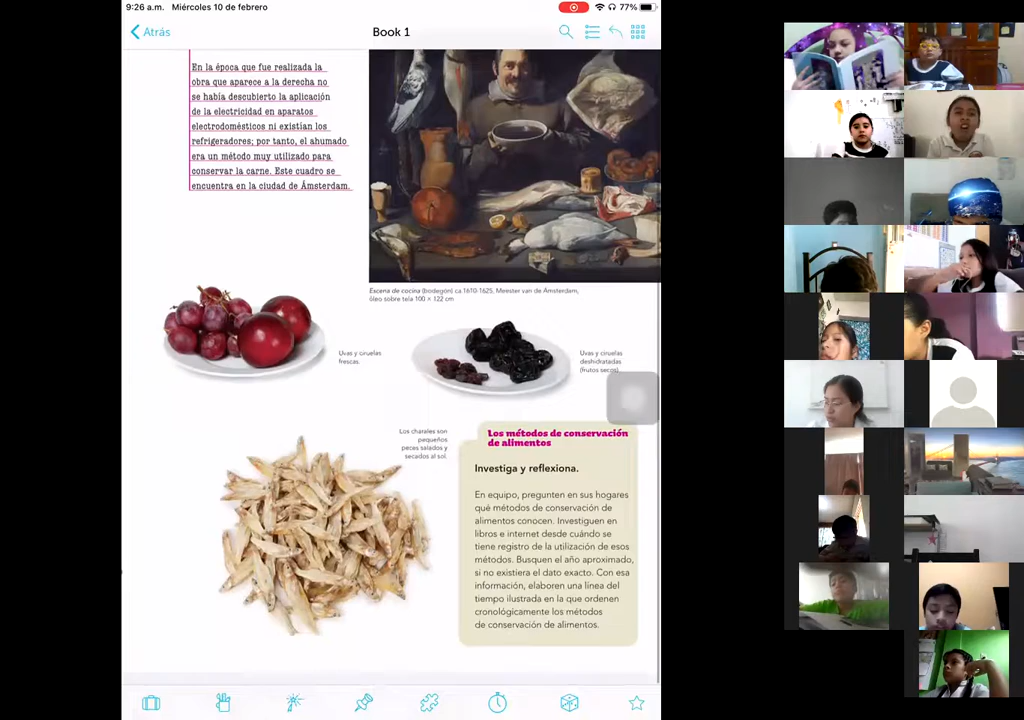 9:26 a.m. Miércoles 10 de febrero
77%
Atrás
Book 1
En la época que fue realizada la
obra que aparece a la derecha no
se había descubierto la aplicación
de la electricidad en aparatos
electrodomésticos ni existían los
refrigeradores; por tanto, el ahumado
era un método muy utilizado para
conservar la carne. Este cuadro se
encuentra en la ciudad de Ámsterdam.
Escena de cocina (bodegón) ca.1610-1625, Meester van de Ámsterdam,
óleo sobre tela 100 × 122 cm
Uvas y ciruelas
frescas.
Uvas y ciruelas
deshidratadas
(frutos secos).
Los charales son
pequeños
peces salados y
secados al sol.
Los métodos de conservación
de alimentos
Investiga y reflexiona.
En equipo, pregunten en sus hogares
qué métodos de conservación de
alimentos conocen. Investiguen en
libros e internet desde cuándo se
tiene registro de la utilización de esos
métodos. Busquen el año aproximado,
si no existiera el dato exacto. Con esa
información, elaboren una línea del
tiempo ilustrada en la que ordenen
cronológicamente los métodos
de conservación de alimentos.